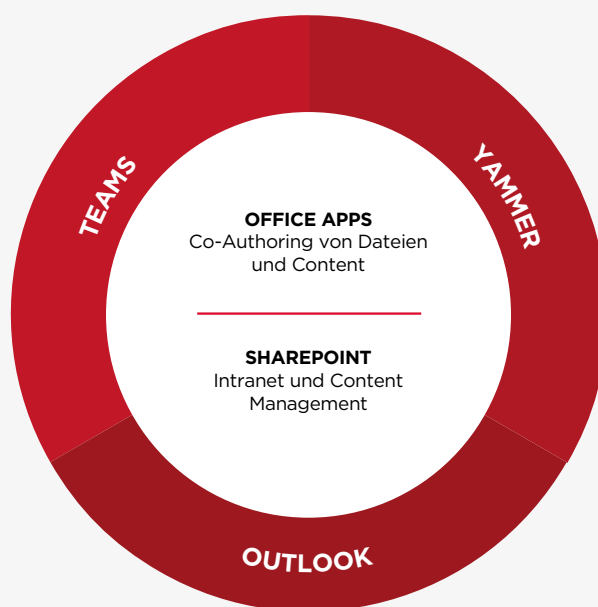 TEAMS
YAMMER
OFFICE APPS
Co-Authoring von Dateien
und Content
SHAREPOINT
Intranet und Content
Management
OUTLOOK